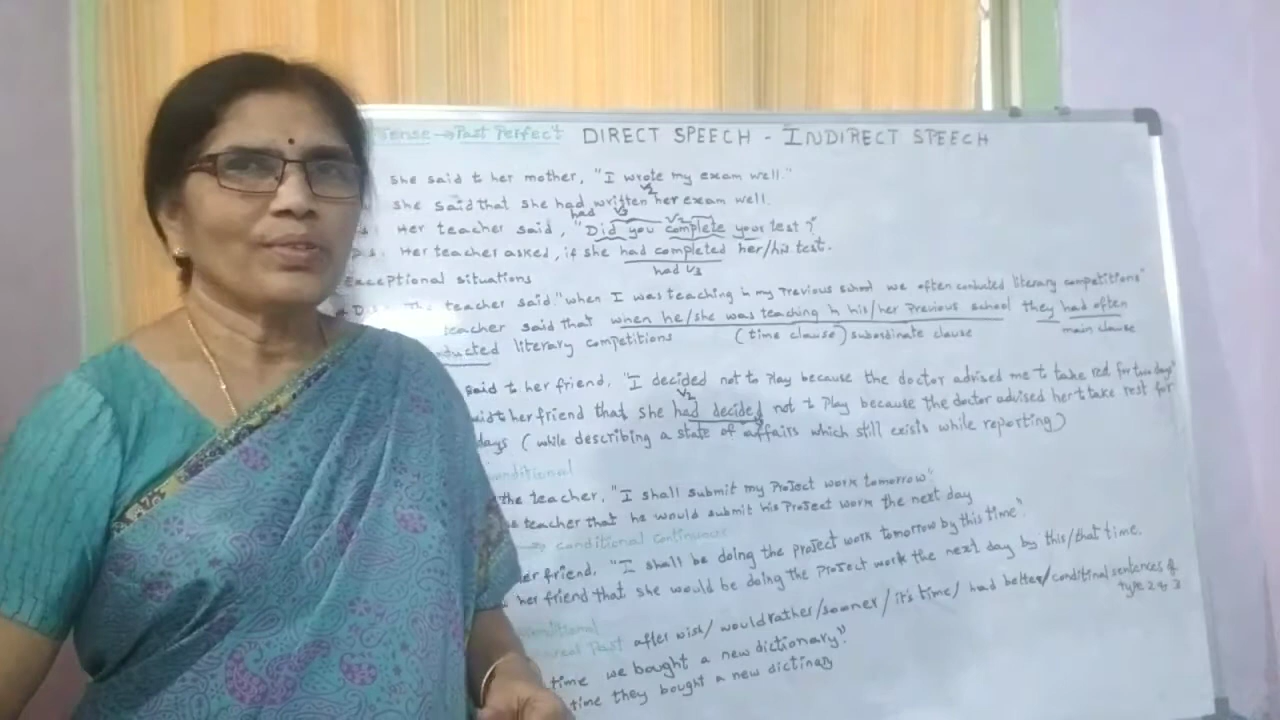 Tense → Past Perfect DIRECT SPEECH - INDIRECT SPEECH
She said to her mother, "I wrote my exam well."
V2
She said that she had written her exam well.
had V3 V2
Her teacher said, "Did you complete your test?"
Her teacher asked, if she had completed her/his test.
had V3
Exceptional situations
teacher said. "when I was teaching in my Previous school we often conducted literary competitions"
teacher said that when he/she was teaching in his/her Previous school they had often
ducted literary competitions (time clause) subordinate clause main clause
said to her friend, "I decided not to Play because the doctor advised me to take rest for two days"
V2
her friend that she had decided not to Play because the doctor advised her to take rest for
V3
days (while describing a state of affairs which still exists while reporting)
conditional
the teacher, "I shall submit my Project work tomorrow"
teacher that he would submit his Project work the next day
→ conditional continuous
her friend, "I shall be doing the Project work tomorrow by this time".
her friend that she would be doing the Project work the next day by this/that time.
Past after wish/ would rather/sooner/ it's time/ had better/conditinal sentences of
type 2 & 3
time we bought a new dictionary."
time they bought a new dictinary